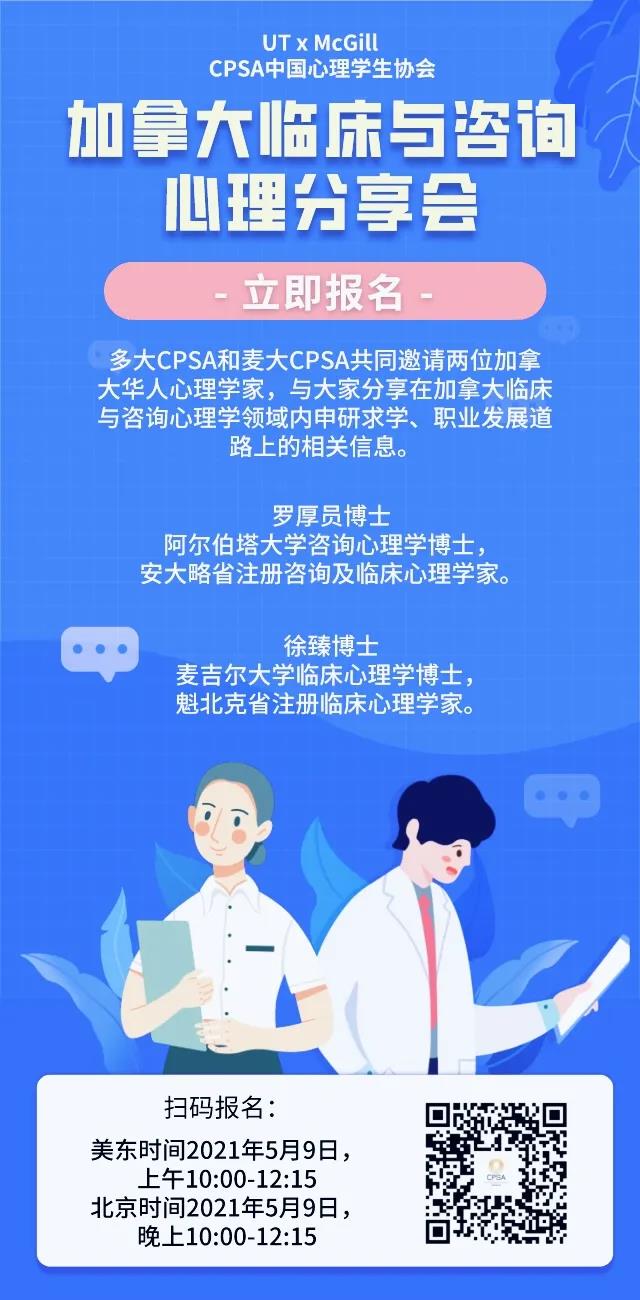 UT x McGill
CPSA中国心理学生协会
加拿大临床与咨询
心理分享会
- 立即报名 -
多大CPSA和麦大CPSA共同邀请两位加拿
大华人心理学家，与大家分享在加拿大临床
与咨询心理学领域内申研求学、职业发展道
路上的相关信息。
罗厚员博士
阿尔伯塔大学咨询心理学博士，
安大略省注册咨询及临床心理学家。
徐臻博士
麦吉尔大学临床心理学博士，
魁北克省注册临床心理学家。
扫码报名：
美东时间2021年5月9日，
上午10:00-12:15
北京时间2021年5月9日，
晚上10:00-12:15
CPSA